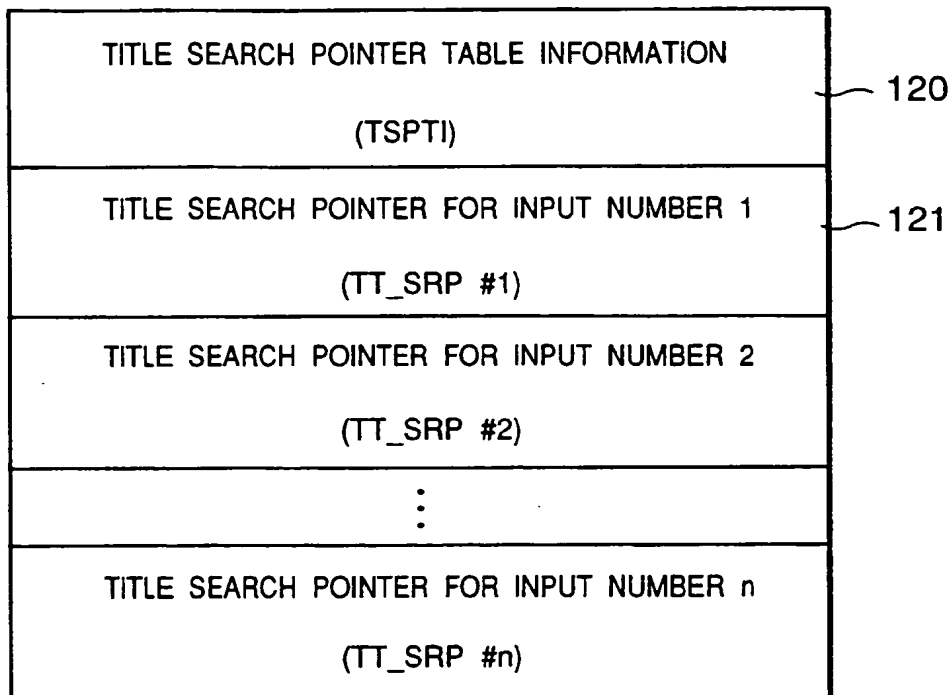 TITLE SEARCH POINTER TABLE INFORMATION
(TSPTI)
120
TITLE SEARCH POINTER FOR INPUT NUMBER 1
(TT_SRP #1)
121
TITLE SEARCH POINTER FOR INPUT NUMBER 2
(TT_SRP #2)
⋮
TITLE SEARCH POINTER FOR INPUT NUMBER n
(TT_SRP #n)